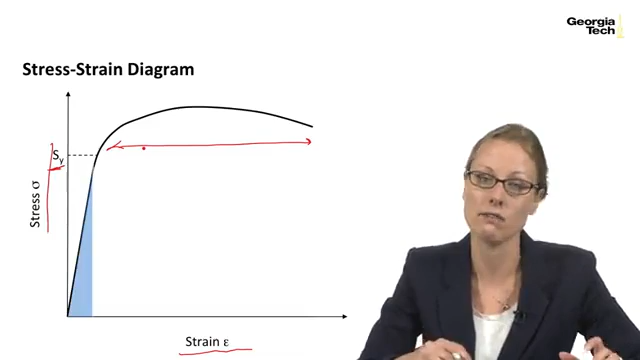 Georgia
Tech
Stress-Strain Diagram
Sy
Stress σ
Strain ε